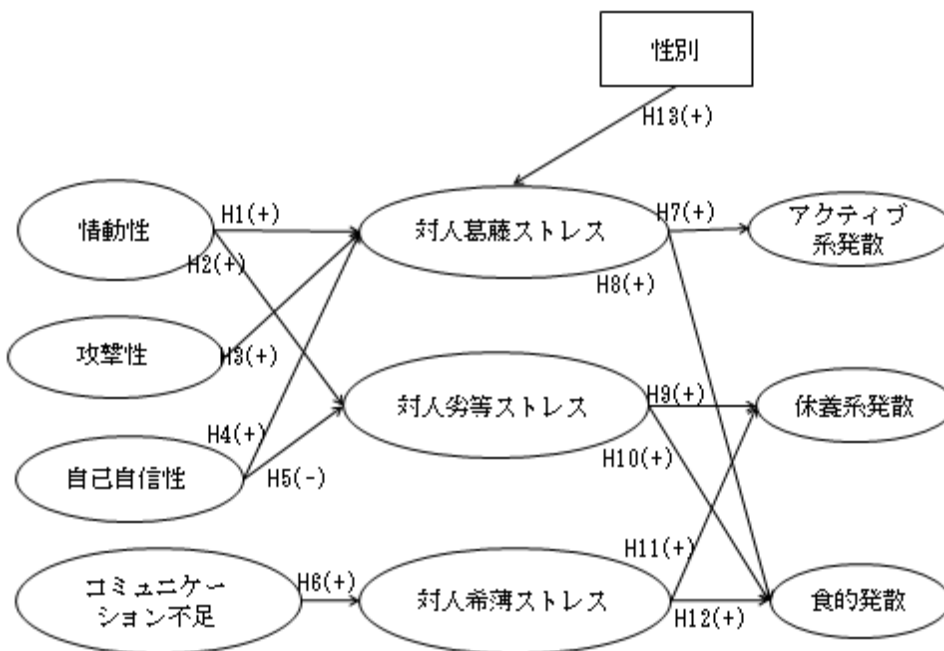 性別
H13(+)
情動性
H1(+)
H2(+)
対人葛藤ストレス
H7(+)
H8(+)
アクティブ
系発散
攻撃性
H3(+)
対人劣等ストレス
H9(+)
H10(+)
休養系発散
自己自信性
H4(+)
H5(-)
コミュニケー
ション不足
H6(+)
対人希薄ストレス
H11(+)
H12(+)
食的発散